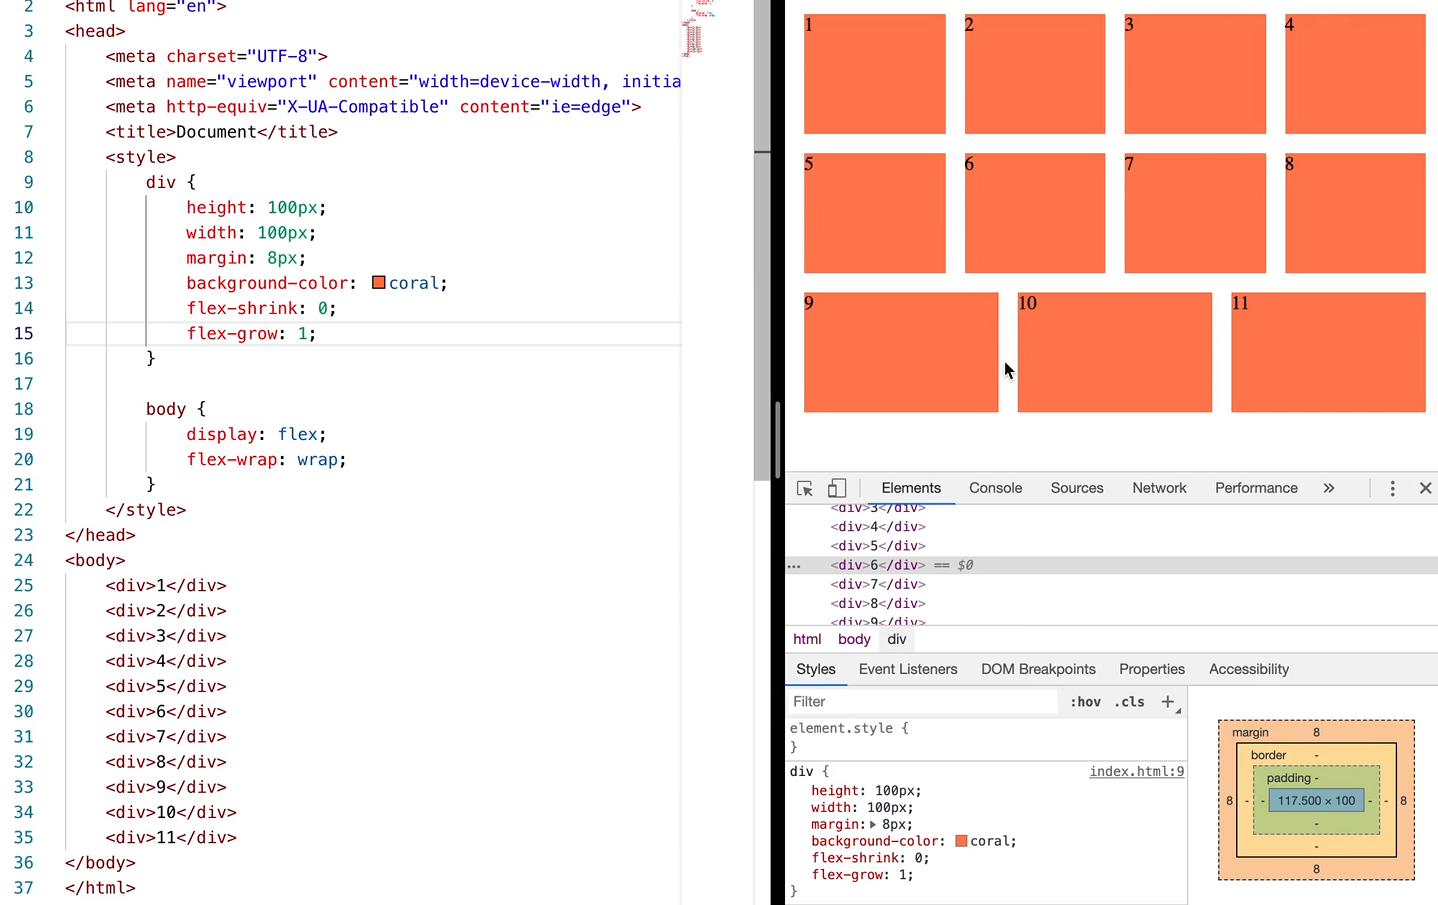 2 <html lang="en">
3 <head>
4 <meta charset="UTF-8">
5 <meta name="viewport" content="width=device-width, initia
6 <meta http-equiv="X-UA-Compatible" content="ie=edge">
7 <title>Document</title>
8 <style>
9 div {
10 height: 100px;
11 width: 100px;
12 margin: 8px;
13 background-color: coral;
14 flex-shrink: 0;
15 flex-grow: 1;
16 }
17
18 body {
19 display: flex;
20 flex-wrap: wrap;
21 }
22 </style>
23 </head>
24 <body>
25 <div>1</div>
26 <div>2</div>
27 <div>3</div>
28 <div>4</div>
29 <div>5</div>
30 <div>6</div>
31 <div>7</div>
32 <div>8</div>
33 <div>9</div>
34 <div>10</div>
35 <div>11</div>
36 </body>
37 </html>
1 2 3 4
5 6 7 8
9 10 11
Elements Console Sources Network Performance »
<div>3</div>
<div>4</div>
<div>5</div>
... <div>6</div> == $0
<div>7</div>
<div>8</div>
<div>9</div>
html body div
Styles Event Listeners DOM Breakpoints Properties Accessibility
Filter :hov .cls +
element.style {
}
div { index.html:9
height: 100px;
width: 100px;
margin: 8px;
background-color: coral;
flex-shrink: 0;
flex-grow: 1;
}
margin 8
border -
padding -
8 - - 117.500 × 100 - - 8
-
-
8